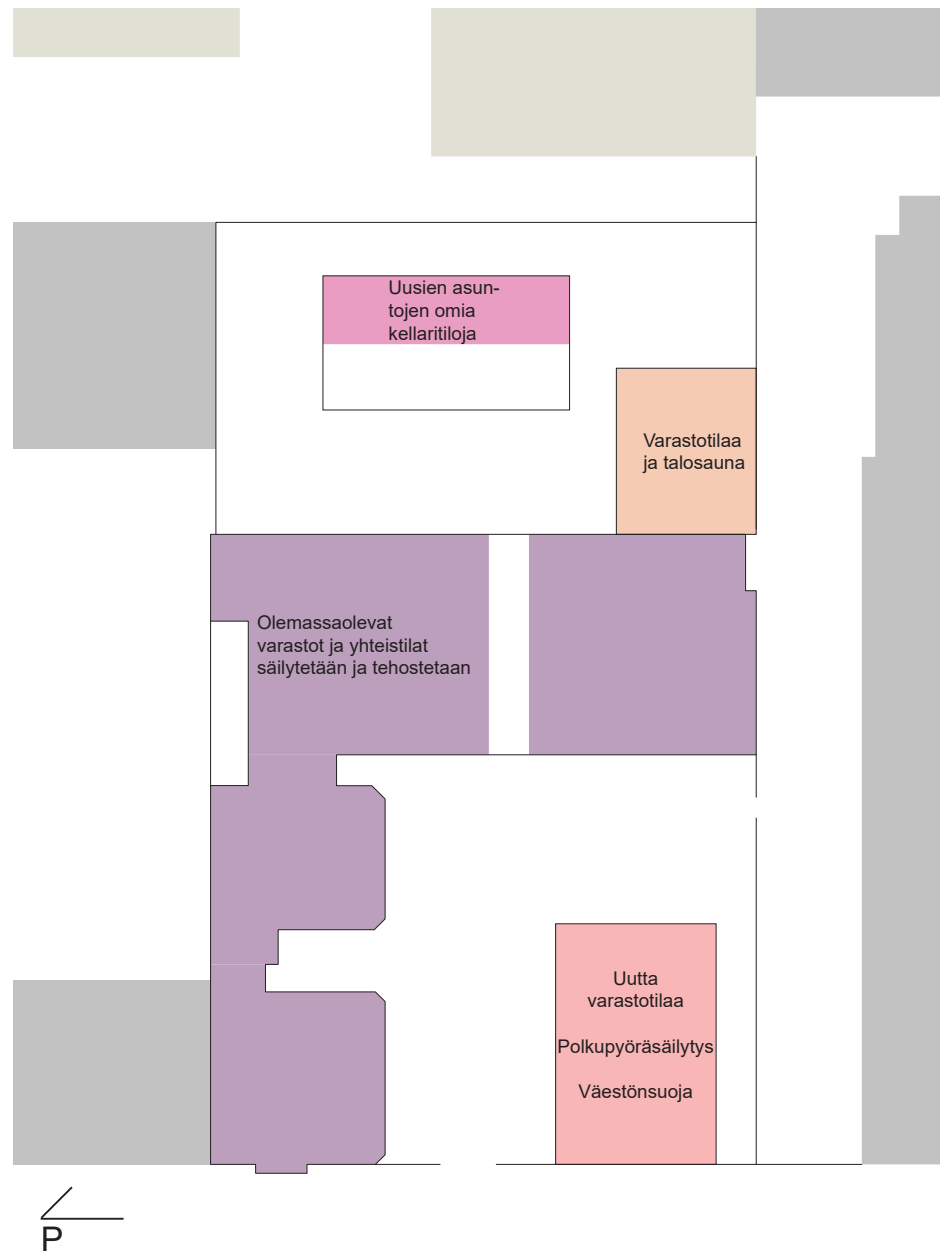 Uusien asun-
tojen omia
kellaritiloja
Varastotilaa
ja talosauna
Olemassaolevat
varastot ja yhteistilat
säilytetään ja tehostetaan
Uutta
varastotilaa
Polkupyöräsäilytys
Väestönsuoja
P